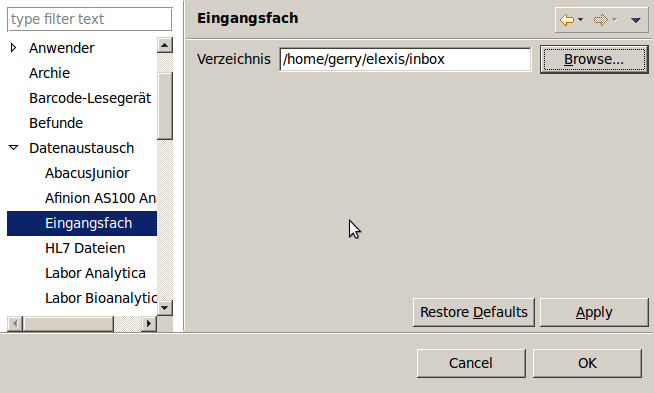 type filter text
Anwender
Archie
Barcode-Lesegerät
Befunde
Datenaustausch
AbacusJunior
Afinion AS100 An
Eingangsfach
HL7 Dateien
Labor Analytica
Labor Bioanalytic
Eingangsfach
Verzeichnis /home/gerry/elexis/inbox Browse...
Restore Defaults Apply
Cancel OK